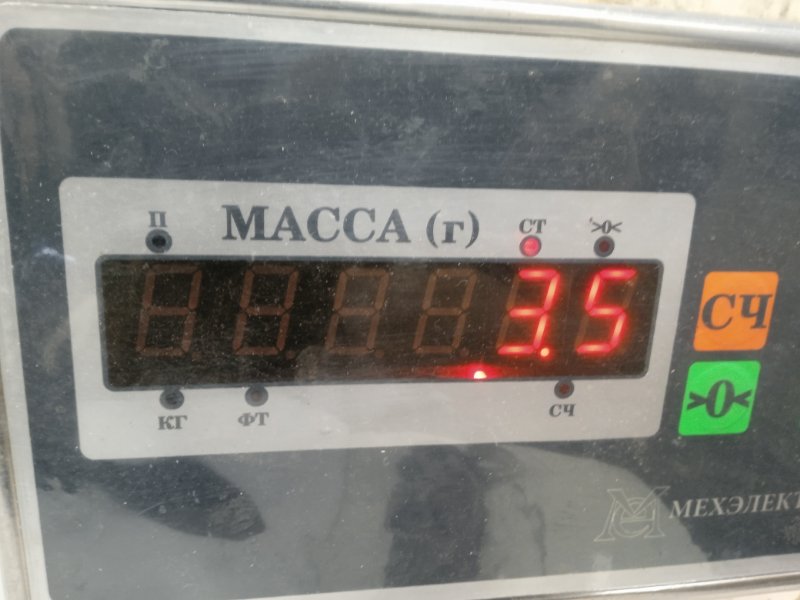 П МАССА (г) СТ >0<
3.5
КГ ФТ СЧ
СЧ
>0<
МЕХЭЛЕКТ